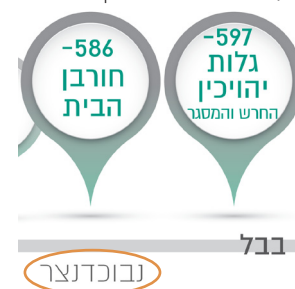 597-
גלות
יהויכין
החרש והמסגר
586-
חורבן
הבית
בבל
נבוכדנצר